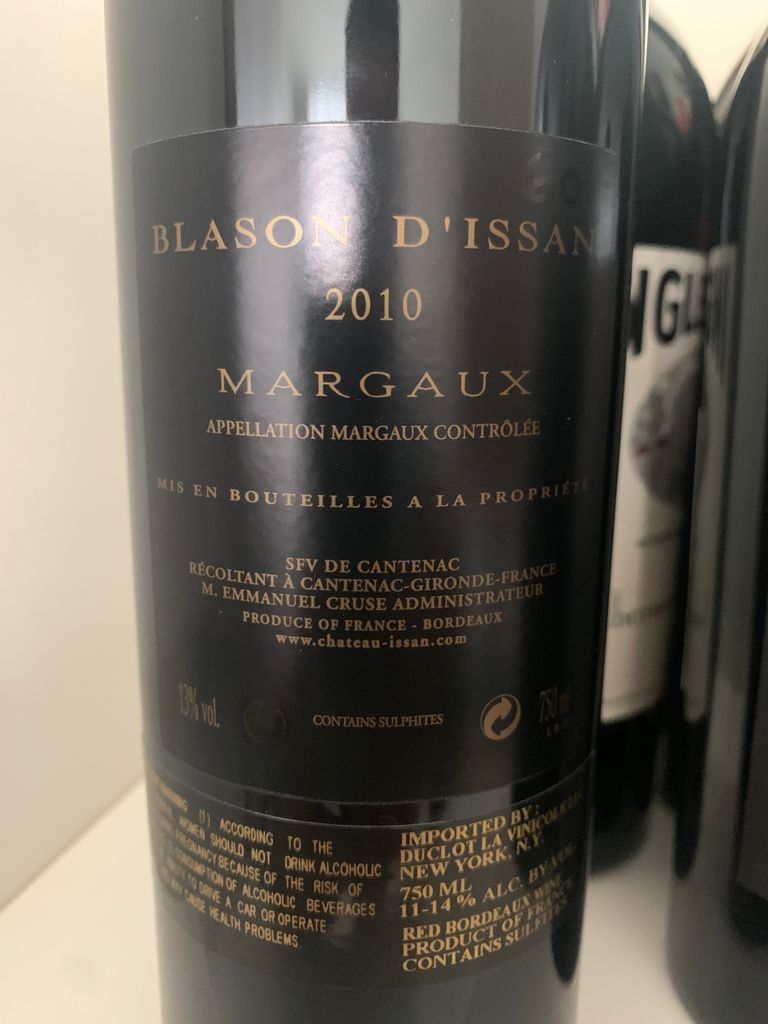 BLASON D'ISSAN
2010
MARGAUX
APPELLATION MARGAUX CONTRÔLÉE
MIS EN BOUTEILLES A LA PROPRIÉTÉ
SFV DE CANTENAC
RÉCOLTANT À CANTENAC-GIRONDE-FRANCE
M. EMMANUEL CRUSE ADMINISTRATEUR
PRODUCE OF FRANCE - BORDEAUX
www.chateau-issan.com
13% vol.
CONTAINS SULPHITES
750 ml
(1) ACCORDING TO THE
WOMEN SHOULD NOT DRINK ALCOHOLIC
PREGNANCY BECAUSE OF THE RISK OF
CONSUMPTION OF ALCOHOLIC BEVERAGES
TO DRIVE A CAR OR OPERATE
CAUSE HEALTH PROBLEMS.
IMPORTED BY:
DUCLOT LA VINICOLE
NEW YORK, N.Y.
750 ML
11-14% ALC. BY VOL.
RED BORDEAUX WINE
PRODUCT OF FRANCE
CONTAINS SULFITES